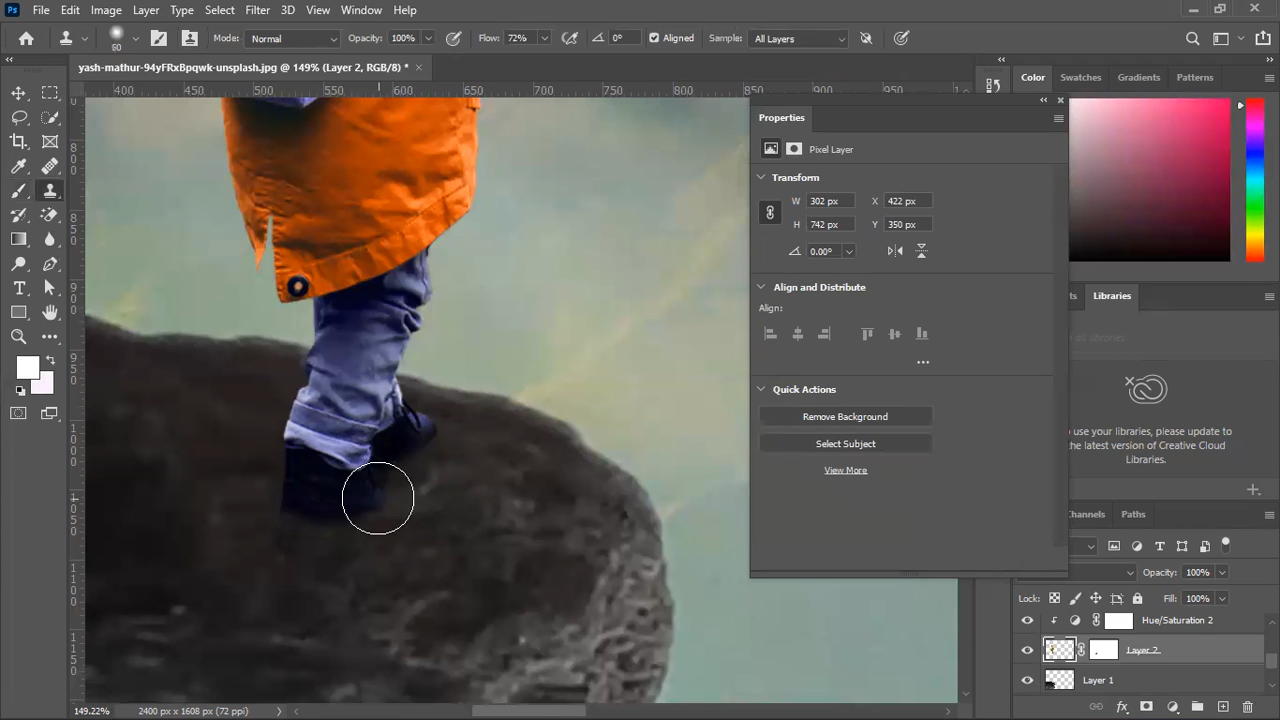 Ps File Edit Image Layer Type Select Filter 3D View Window Help
60 Mode: Normal Opacity: 100% Flow: 72% 0° Aligned Sample: All Layers
yash-mathur-94yFRxBpqwk-unsplash.jpg @ 149% (Layer 2, RGB/8) * ×
Color Swatches Gradients Patterns
400 450 500 550 600 650 700 750 800 850 900 950
Properties
Pixel Layer
Transform
W 302 px X 422 px
H 742 px Y 350 px
0.00°
Align and Distribute
Align:
Quick Actions
Remove Background
Select Subject
View More
Libraries
use your libraries, please update to
the latest version of Creative Cloud
Libraries.
Channels Paths
Opacity: 100%
Lock: Fill: 100%
Hue/Saturation 2
Layer 2
Layer 1
149.22% 2400 px x 1608 px (72 ppi)